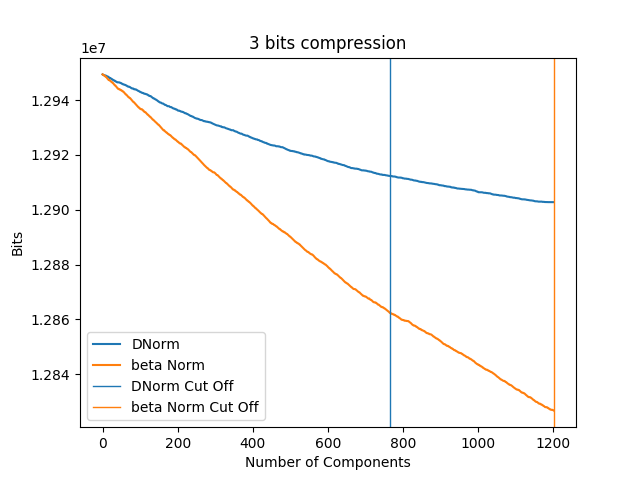 3 bits compression
1e7
1.294
1.292
1.290
1.288
1.286
1.284
Bits
DNorm
beta Norm
DNorm Cut Off
beta Norm Cut Off
0 200 400 600 800 1000 1200
Number of Components